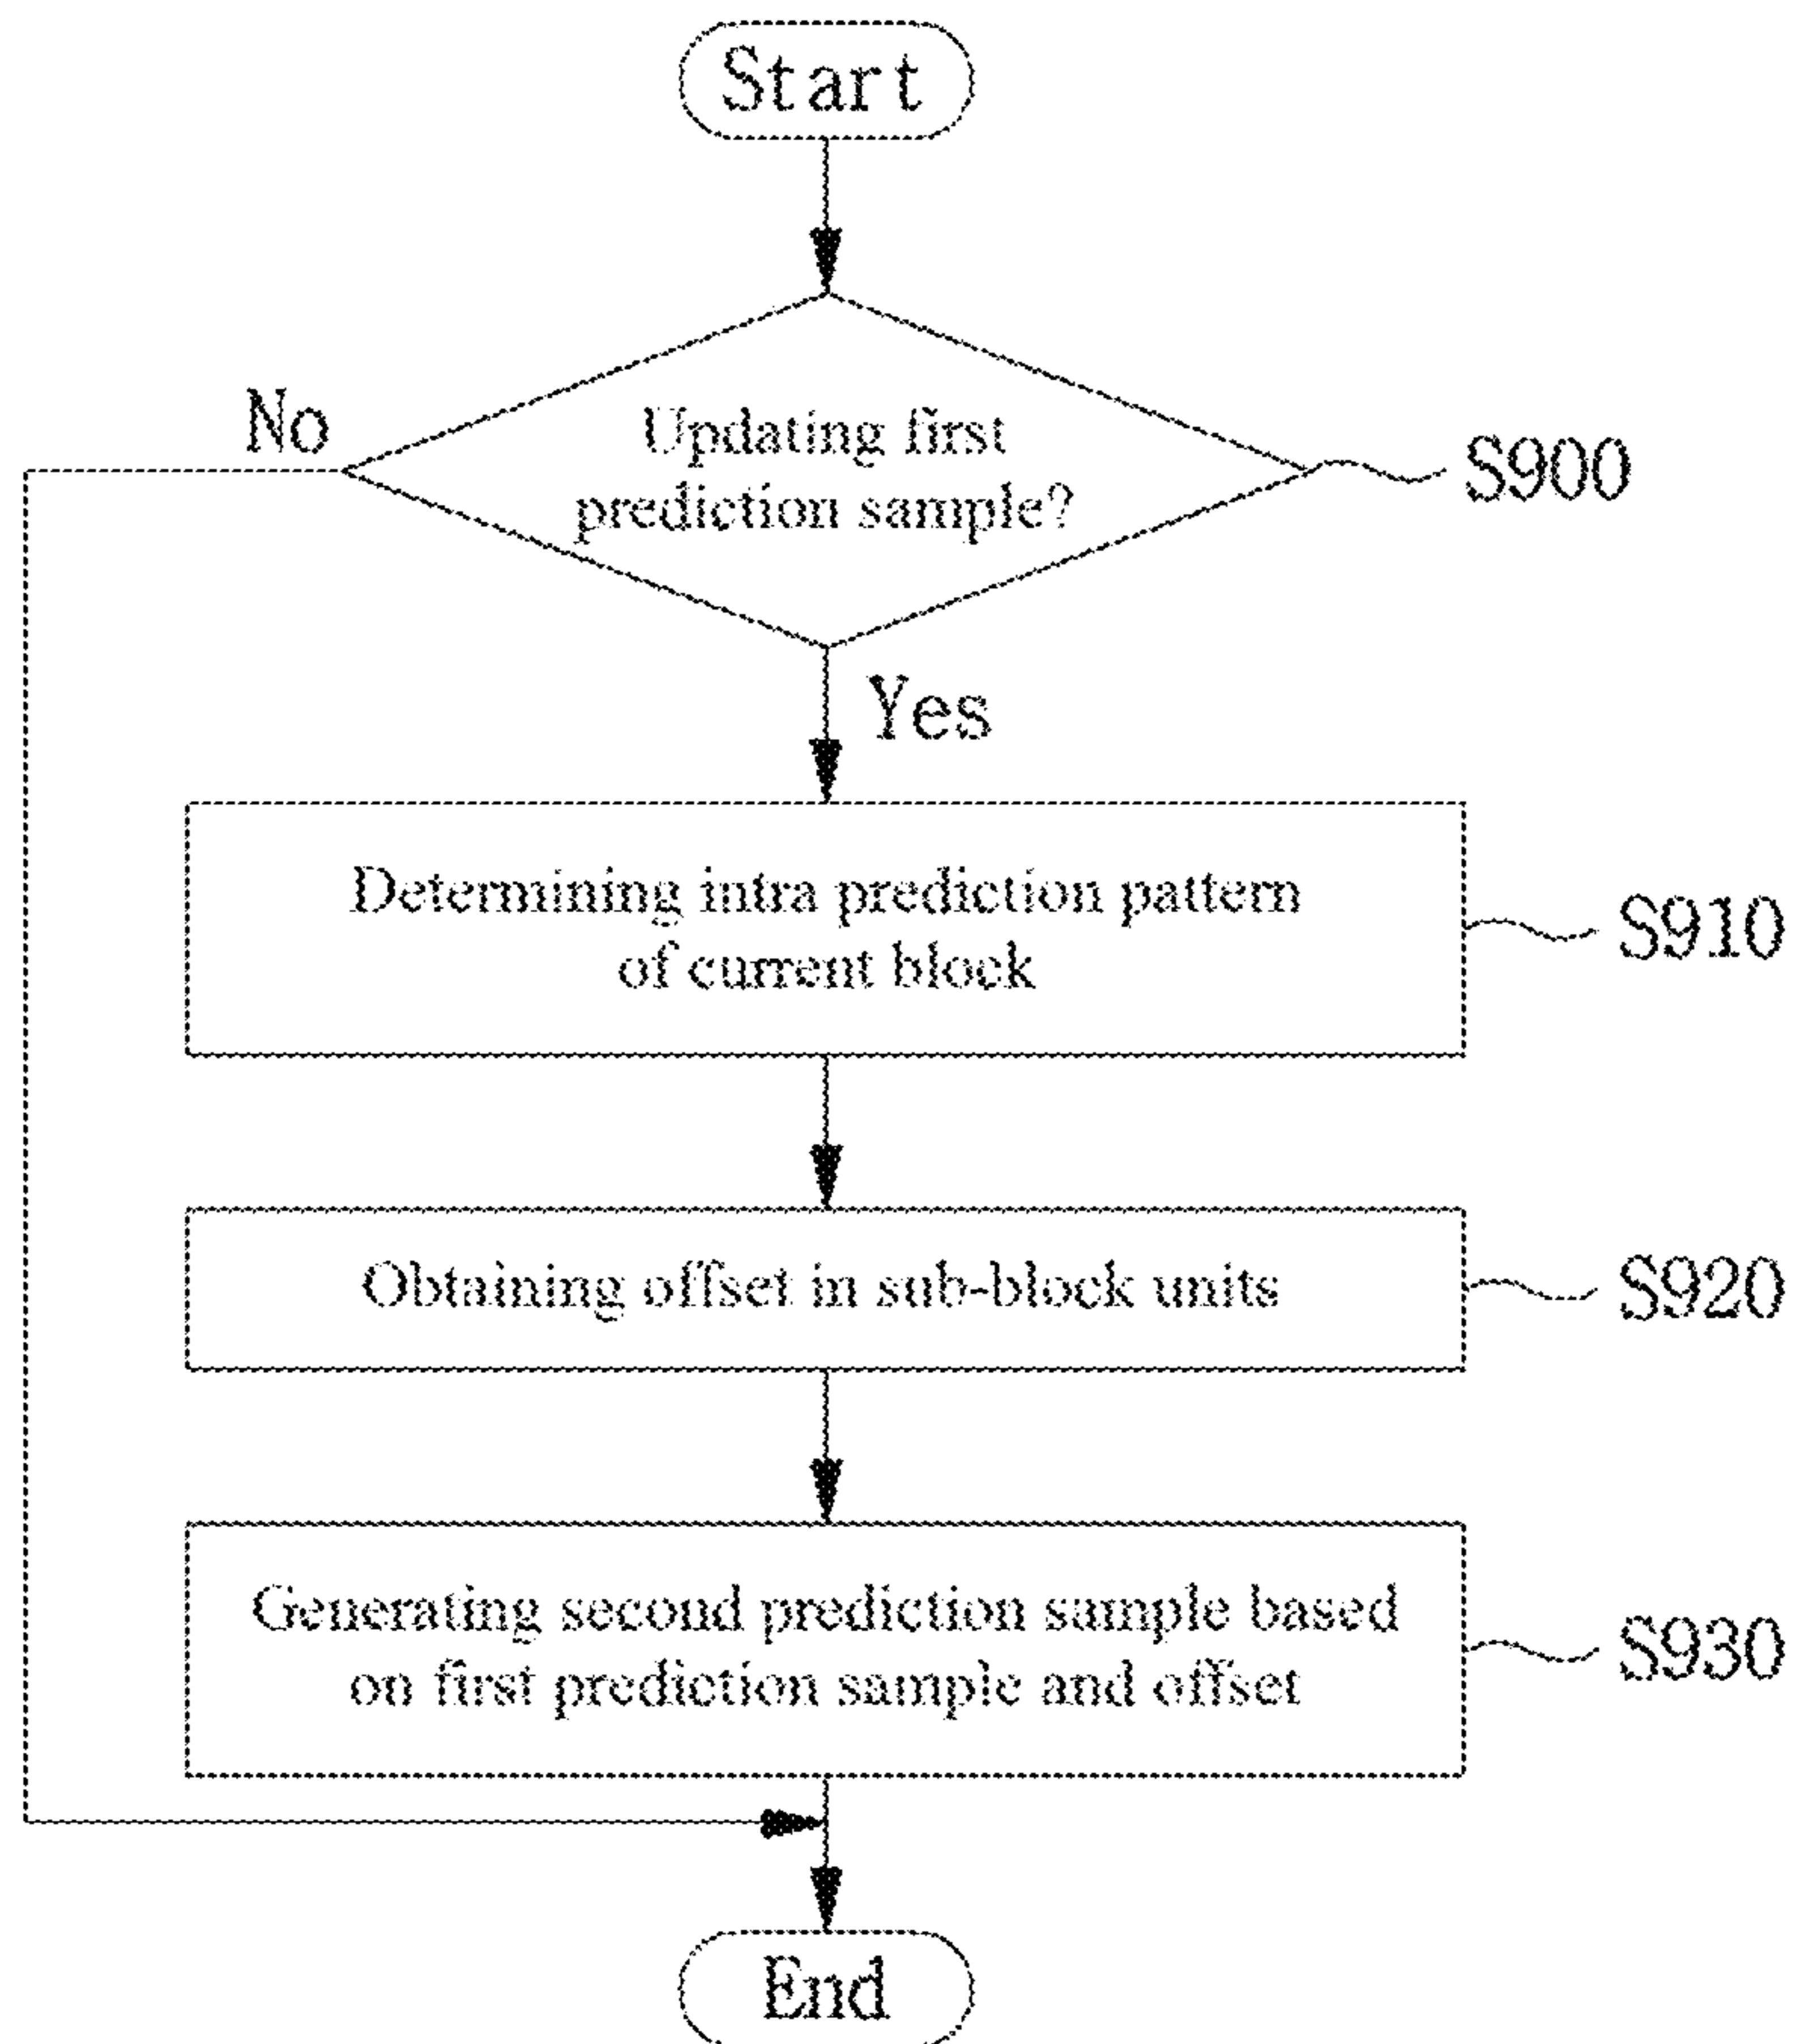 Start
No
Updating first
prediction sample?
S900
Yes
Determining intra prediction pattern
of current block
S910
Obtaining offset in sub-block units
S920
Generating second prediction sample based
on first prediction sample and offset
S930
End